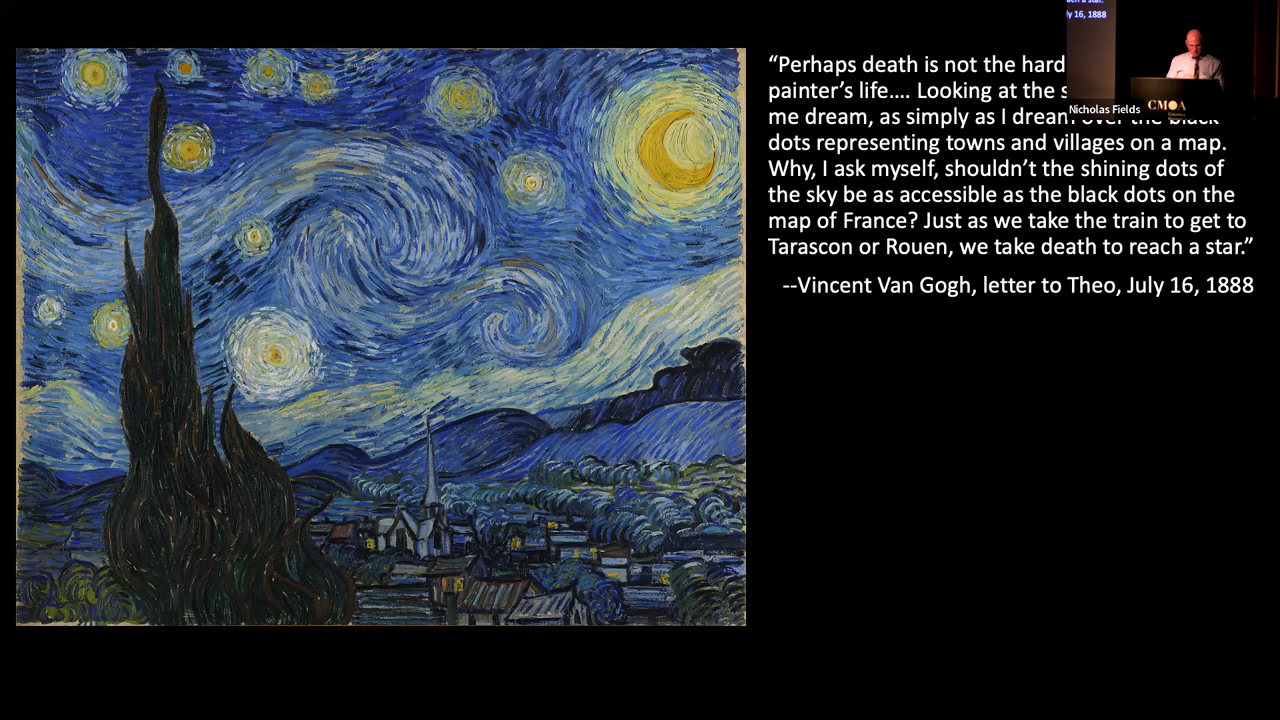 “Perhaps death is not the hard
painter’s life…. Looking at the s
me dream, as simply as I dream over the black
dots representing towns and villages on a map.
Why, I ask myself, shouldn’t the shining dots of
the sky be as accessible as the black dots on the
map of France? Just as we take the train to get to
Tarascon or Rouen, we take death to reach a star.”
--Vincent Van Gogh, letter to Theo, July 16, 1888
ly 16, 1888
Nicholas Fields
CMOA